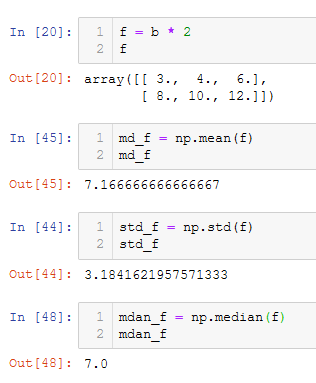 In [20]: 1 f = b * 2
2 f
Out[20]: array([[ 3., 4., 6.],
[ 8., 10., 12.]])
In [45]: 1 md_f = np.mean(f)
2 md_f
Out[45]: 7.166666666666667
In [44]: 1 std_f = np.std(f)
2 std_f
Out[44]: 3.1841621957571333
In [48]: 1 mdan_f = np.median(f)
2 mdan_f
Out[48]: 7.0